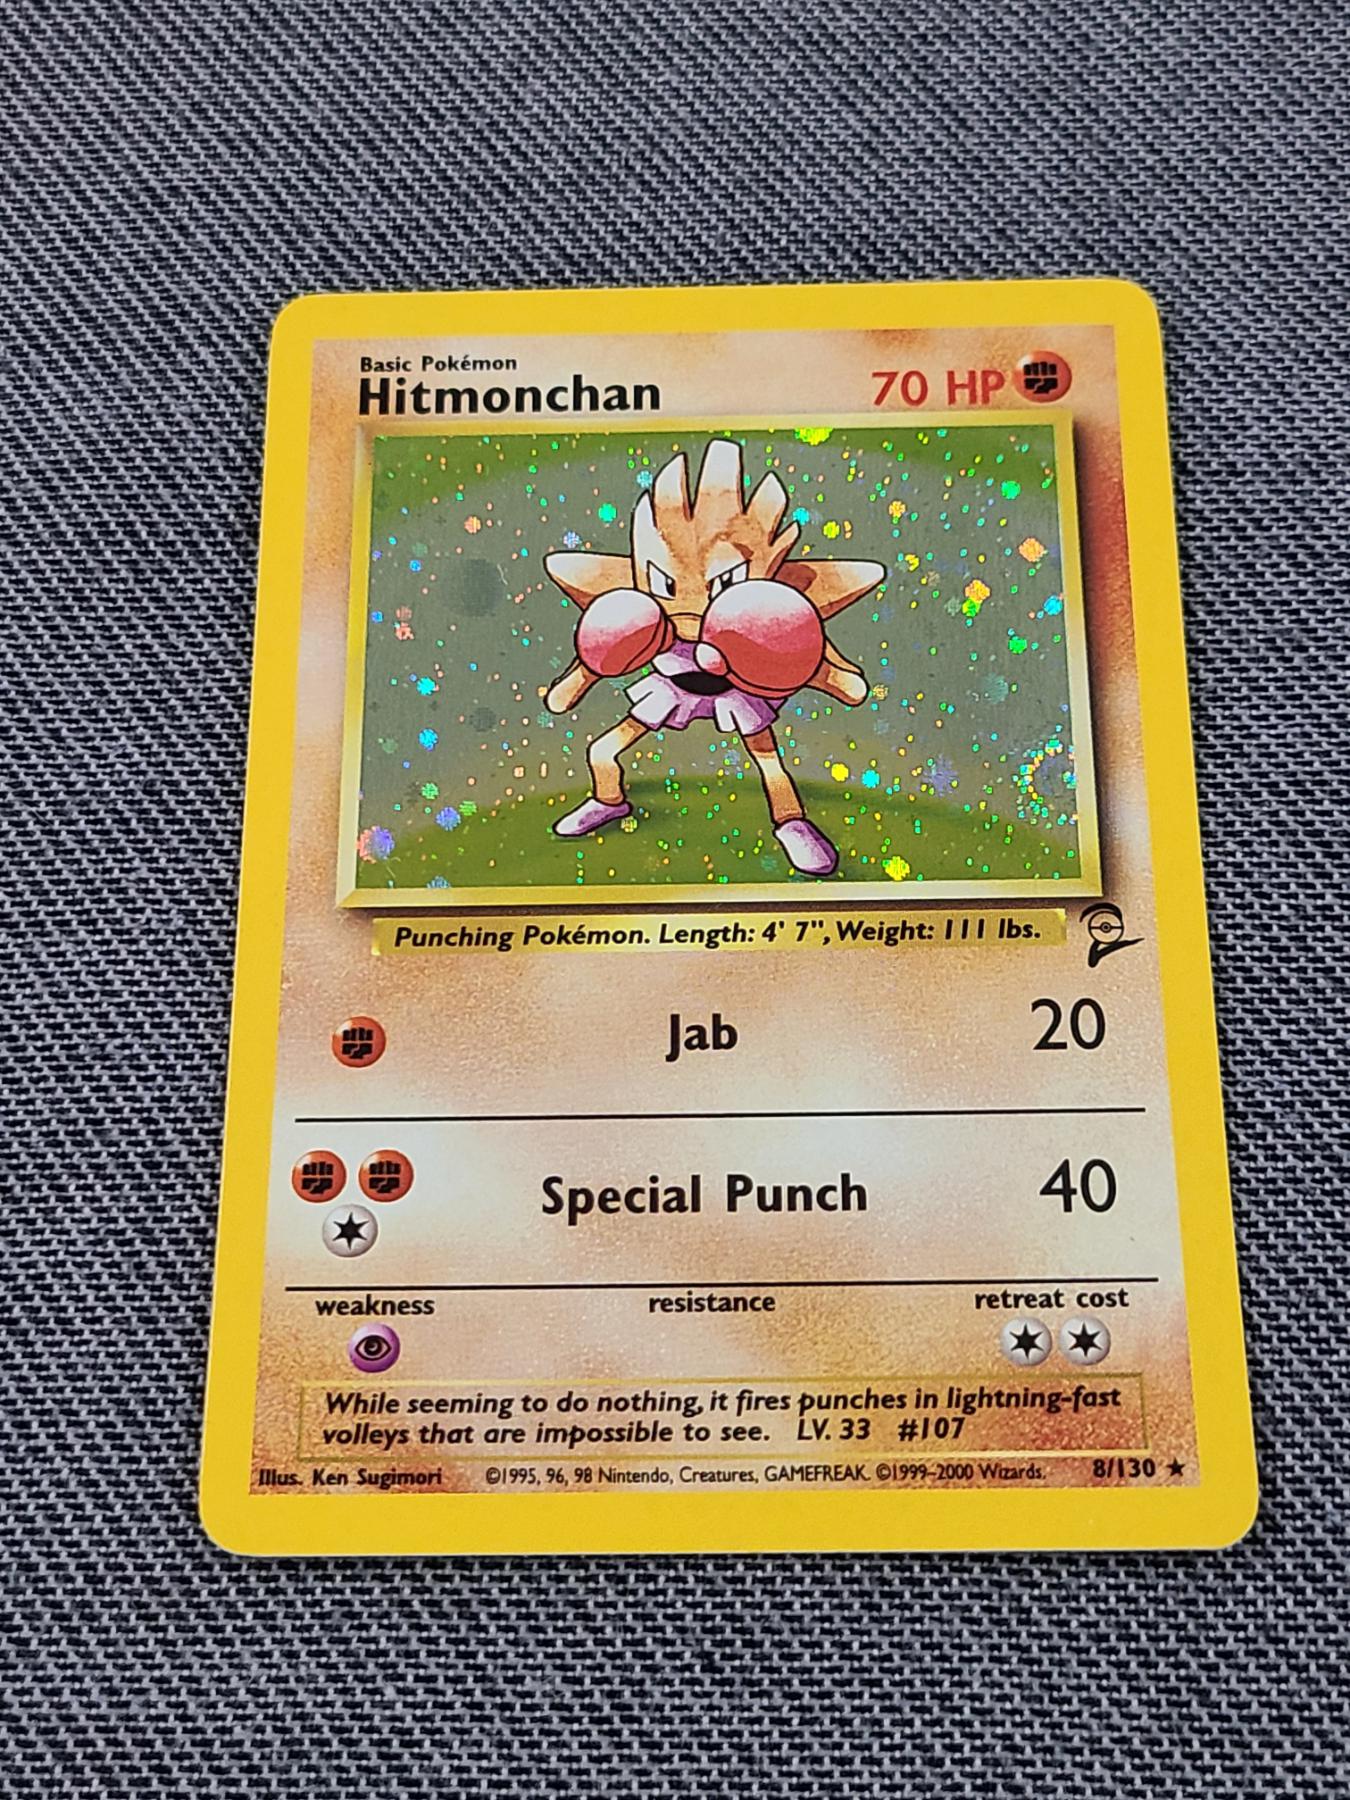 Basic Pokémon
Hitmonchan 70 HP
Punching Pokémon. Length: 4' 7", Weight: 111 lbs.
Jab 20
Special Punch 40
weakness resistance retreat cost
While seeming to do nothing, it fires punches in lightning-fast
volleys that are impossible to see. LV. 33 #107
Illus. Ken Sugimori ©1995, 96, 98 Nintendo, Creatures, GAMEFREAK. ©1999–2000 Wizards. 8/130 ★